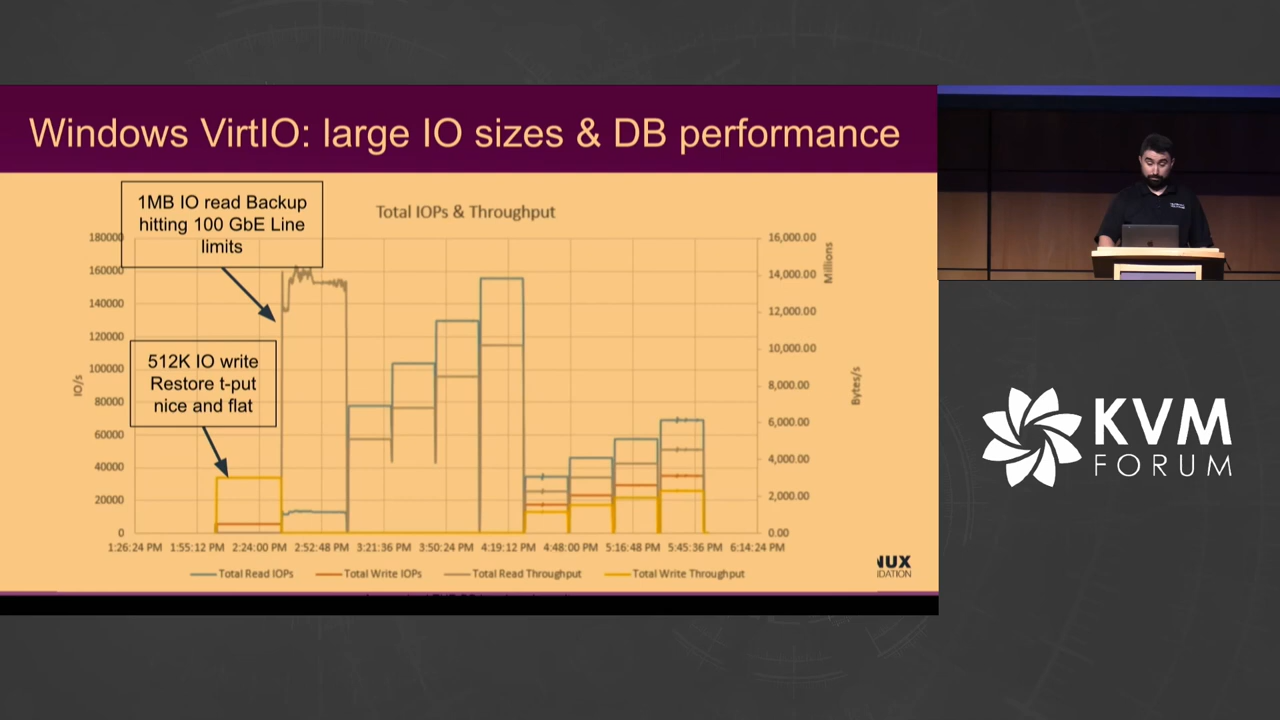 Windows VirtIO: large IO sizes & DB performance
1MB IO read Backup
hitting 100 GbE Line
limits
Total IOPs & Throughput
512K IO write
Restore t-put
nice and flat
180000
160000
140000
120000
100000
80000
60000
40000
20000
0
IO/s
16,000.00
14,000.00
12,000.00
10,000.00
8,000.00
6,000.00
4,000.00
2,000.00
0.00
Millions
Bytes/s
1:26:24 PM 1:55:12 PM 2:24:00 PM 2:52:48 PM 3:21:36 PM 3:50:24 PM 4:19:12 PM 4:48:00 PM 5:16:48 PM 5:45:36 PM 6:14:24 PM
Total Read IOPs Total Write IOPs Total Read Throughput Total Write Throughput
NUX
IDATION
KVM
FORUM